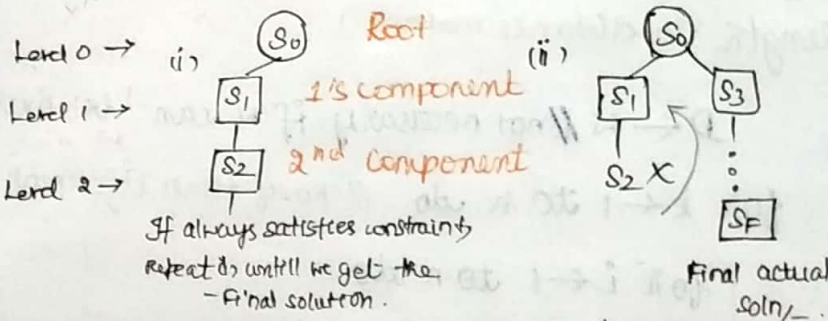 Level 0 → (i) S0 Root (ii) S0
Level 1 → S1 1's component S1 S3
Level 2 → S2 2nd component S2 X
If always satisfies constraints,
Repeat d, untill we get the
- Final solution.
SF
Final actual
soln/_.